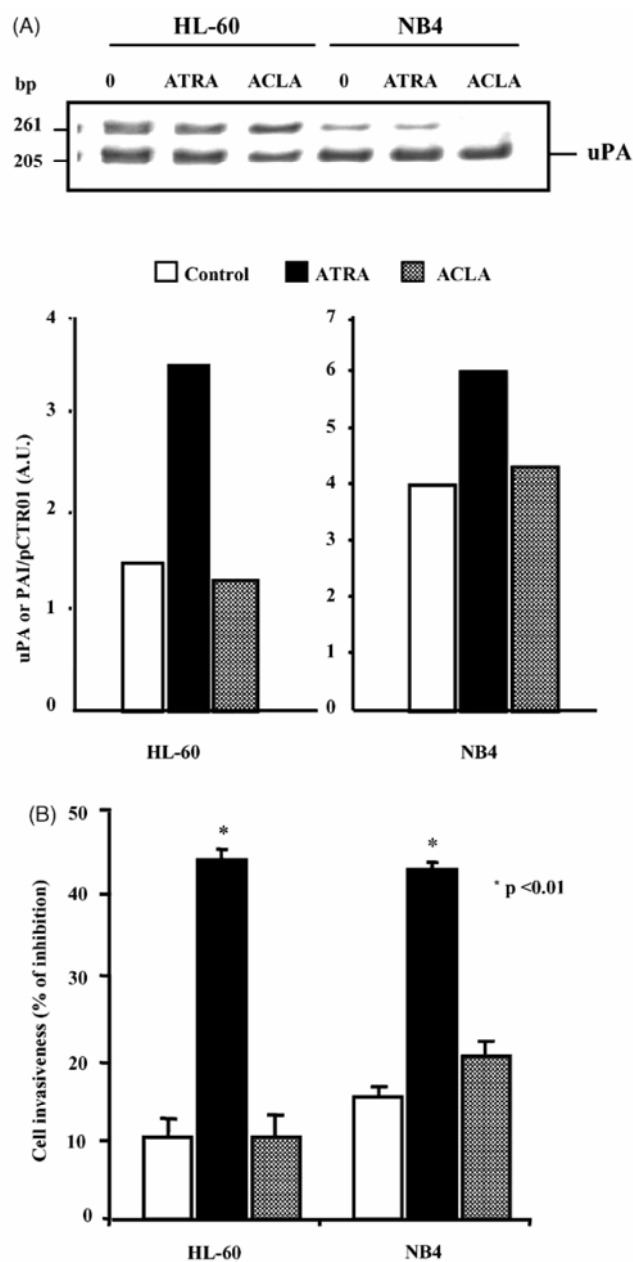 (A) HL-60 NB4
bp 0 ATRA ACLA 0 ATRA ACLA
261
205 uPA
Control ATRA ACLA
4 7
6
3 5
2 4
3
1 2
1
0 0
uPA or PAI/pCTR01 (A.U.)
HL-60 NB4
(B)
50
40
30
20
10
0
Cell invasiveness (% of inhibition)
* *
* p <0.01
HL-60 NB4